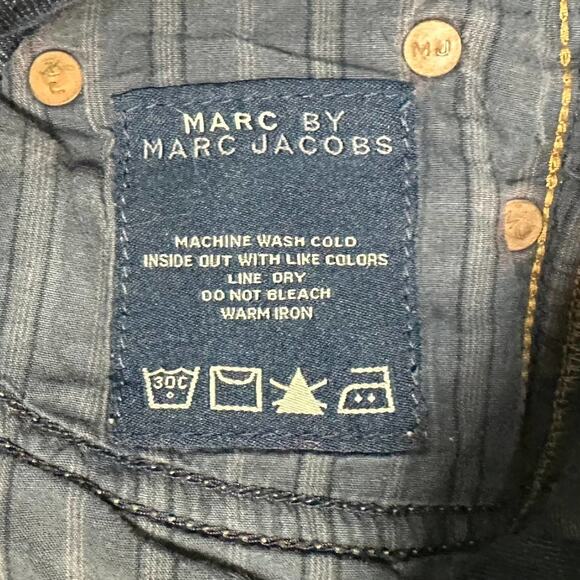 MJ
MARC BY
MARC JACOBS
MACHINE WASH COLD
INSIDE OUT WITH LIKE COLORS
LINE DRY
DO NOT BLEACH
WARM IRON
30C